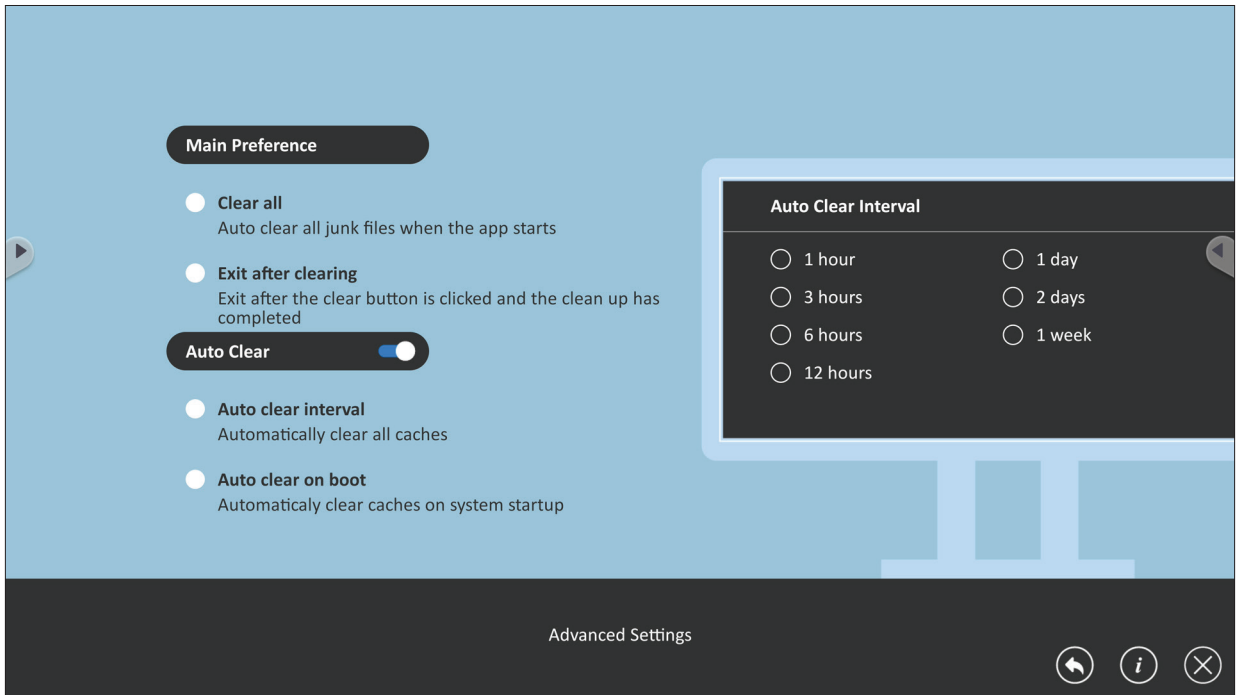 Main Preference
Clear all
Auto clear all junk files when the app starts
Exit after clearing
Exit after the clear button is clicked and the clean up has
completed
Auto Clear
Auto clear interval
Automatically clear all caches
Auto clear on boot
Automaticaly clear caches on system startup
Auto Clear Interval
1 hour
3 hours
6 hours
12 hours
1 day
2 days
1 week
Advanced Settings
i